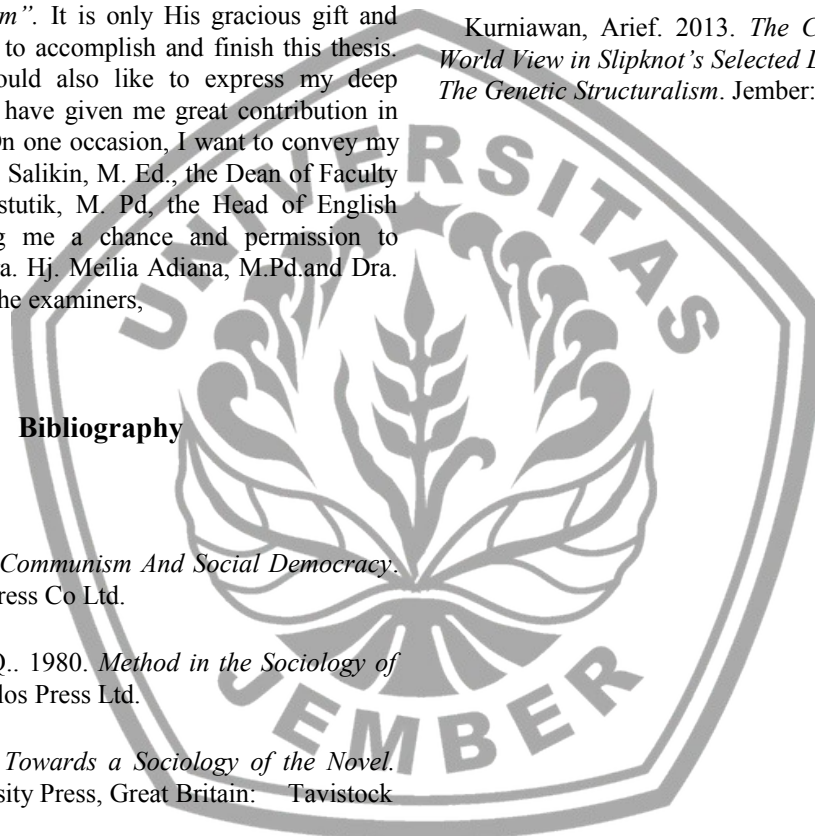 m”. It is only His gracious gift and
to accomplish and finish this thesis.
ould also like to express my deep
have given me great contribution in
On one occasion, I want to convey my
Salikin, M. Ed., the Dean of Faculty
stutik, M. Pd, the Head of English
g me a chance and permission to
a. Hj. Meilia Adiana, M.Pd.and Dra.
he examiners,
Bibliography
Communism And Social Democracy.
ress Co Ltd.
Q.. 1980. Method in the Sociology of
los Press Ltd.
Towards a Sociology of the Novel.
sity Press, Great Britain: Tavistock
Kurniawan, Arief. 2013. The C
World View in Slipknot’s Selected L
The Genetic Structuralism. Jember:
UNIVERSITAS
JEMBER